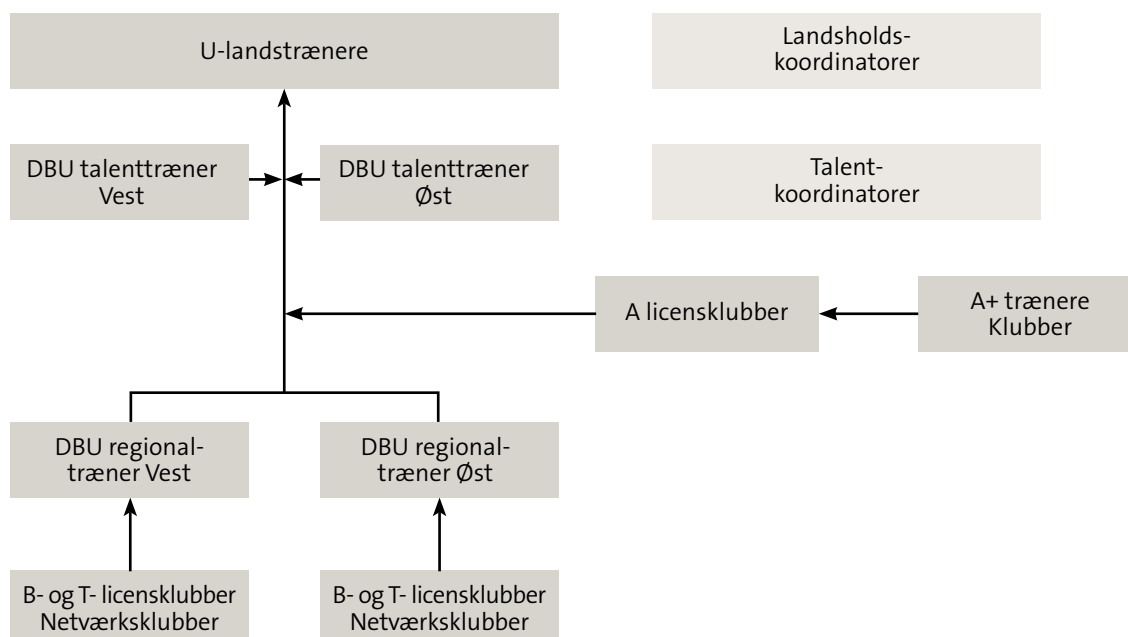 U-landstrænere
Landsholds-
koordinatorer
DBU talenttræner
Vest
DBU talenttræner
Øst
Talent-
koordinatorer
A licensklubber
A+ trænere
Klubber
DBU regional-
træner Vest
DBU regional-
træner Øst
B- og T- licensklubber
Netværksklubber
B- og T- licensklubber
Netværksklubber